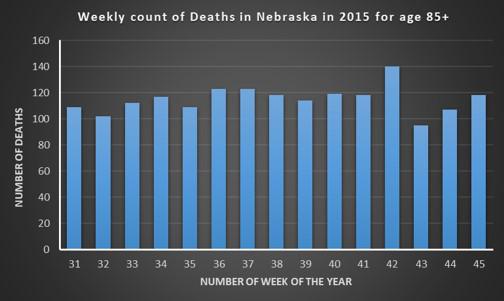 Weekly count of Deaths in Nebraska in 2015 for age 85+
160
140
120
100
80
60
40
20
0
NUMBER OF DEATHS
31 32 33 34 35 36 37 38 39 40 41 42 43 44 45
NUMBER OF WEEK OF THE YEAR